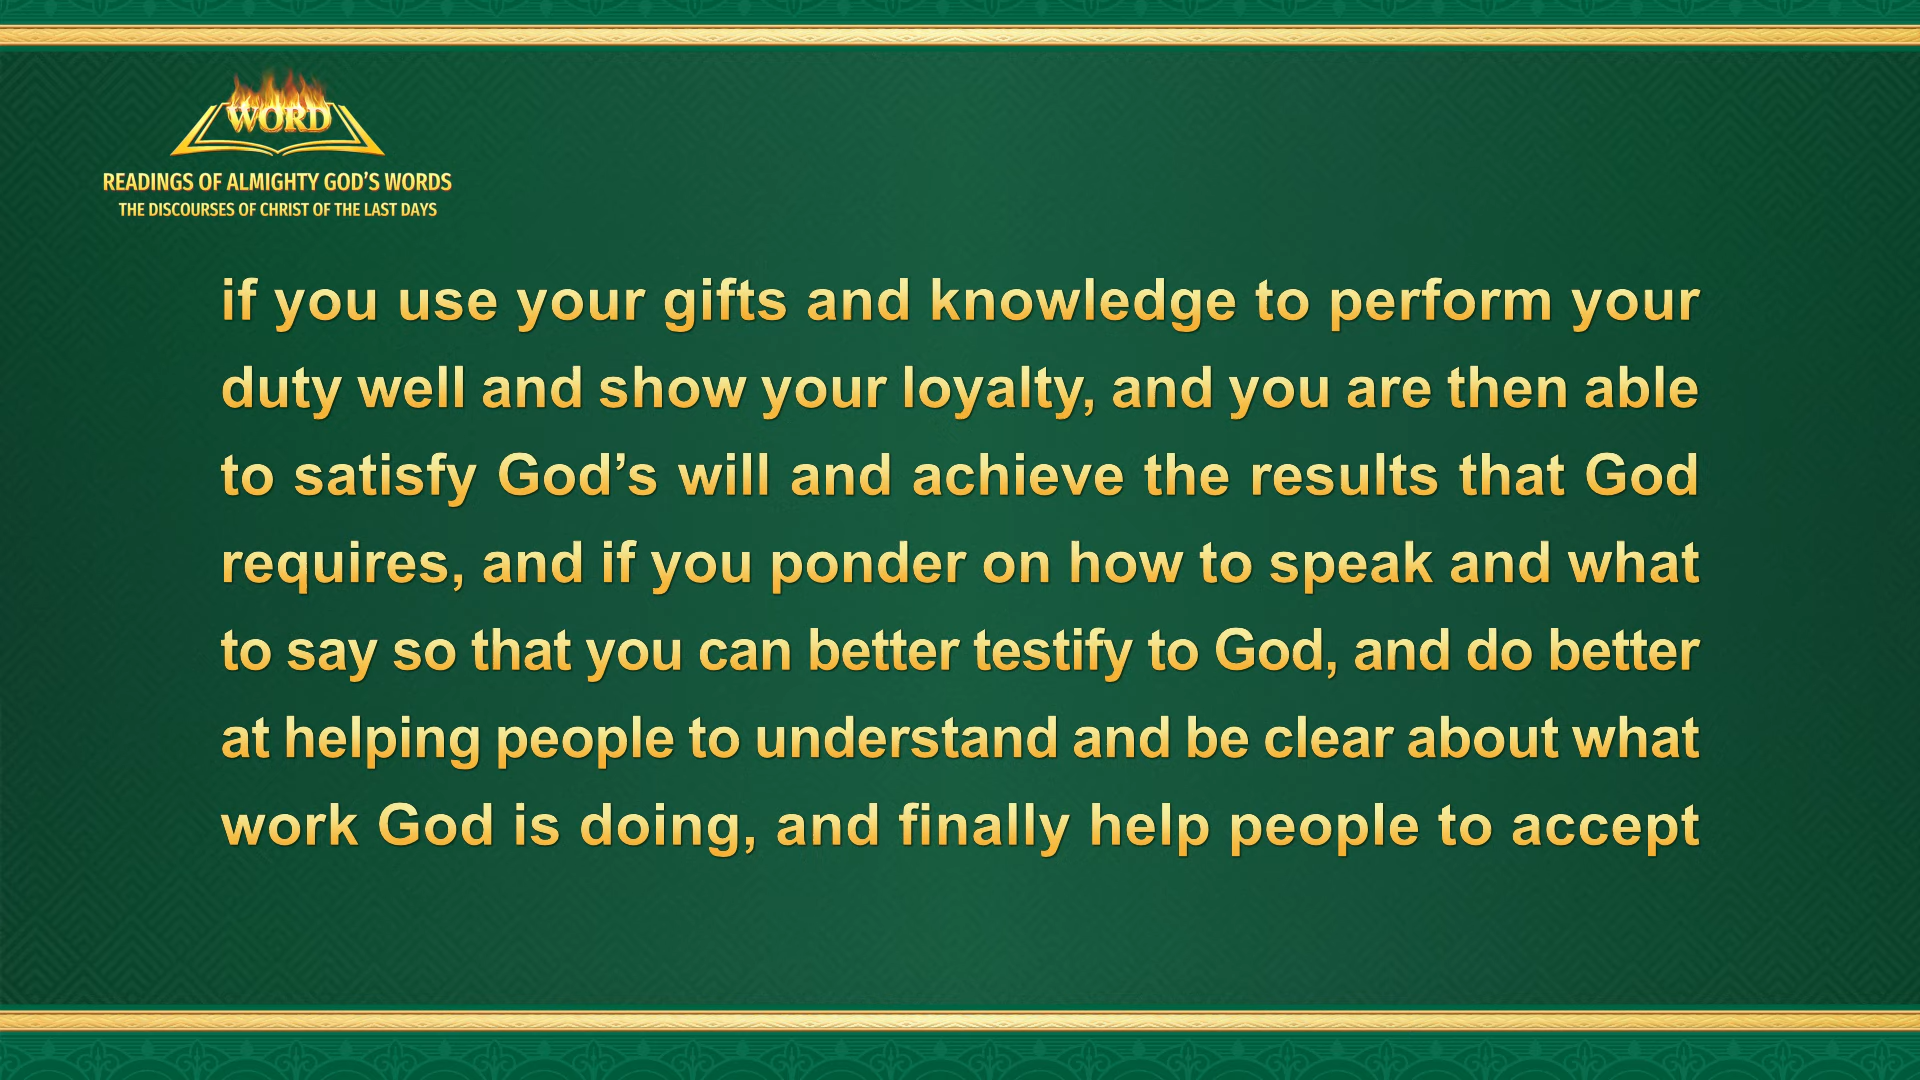 WORD
READINGS OF ALMIGHTY GOD’S WORDS
THE DISCOURSES OF CHRIST OF THE LAST DAYS
if you use your gifts and knowledge to perform your
duty well and show your loyalty, and you are then able
to satisfy God’s will and achieve the results that God
requires, and if you ponder on how to speak and what
to say so that you can better testify to God, and do better
at helping people to understand and be clear about what
work God is doing, and finally help people to accept